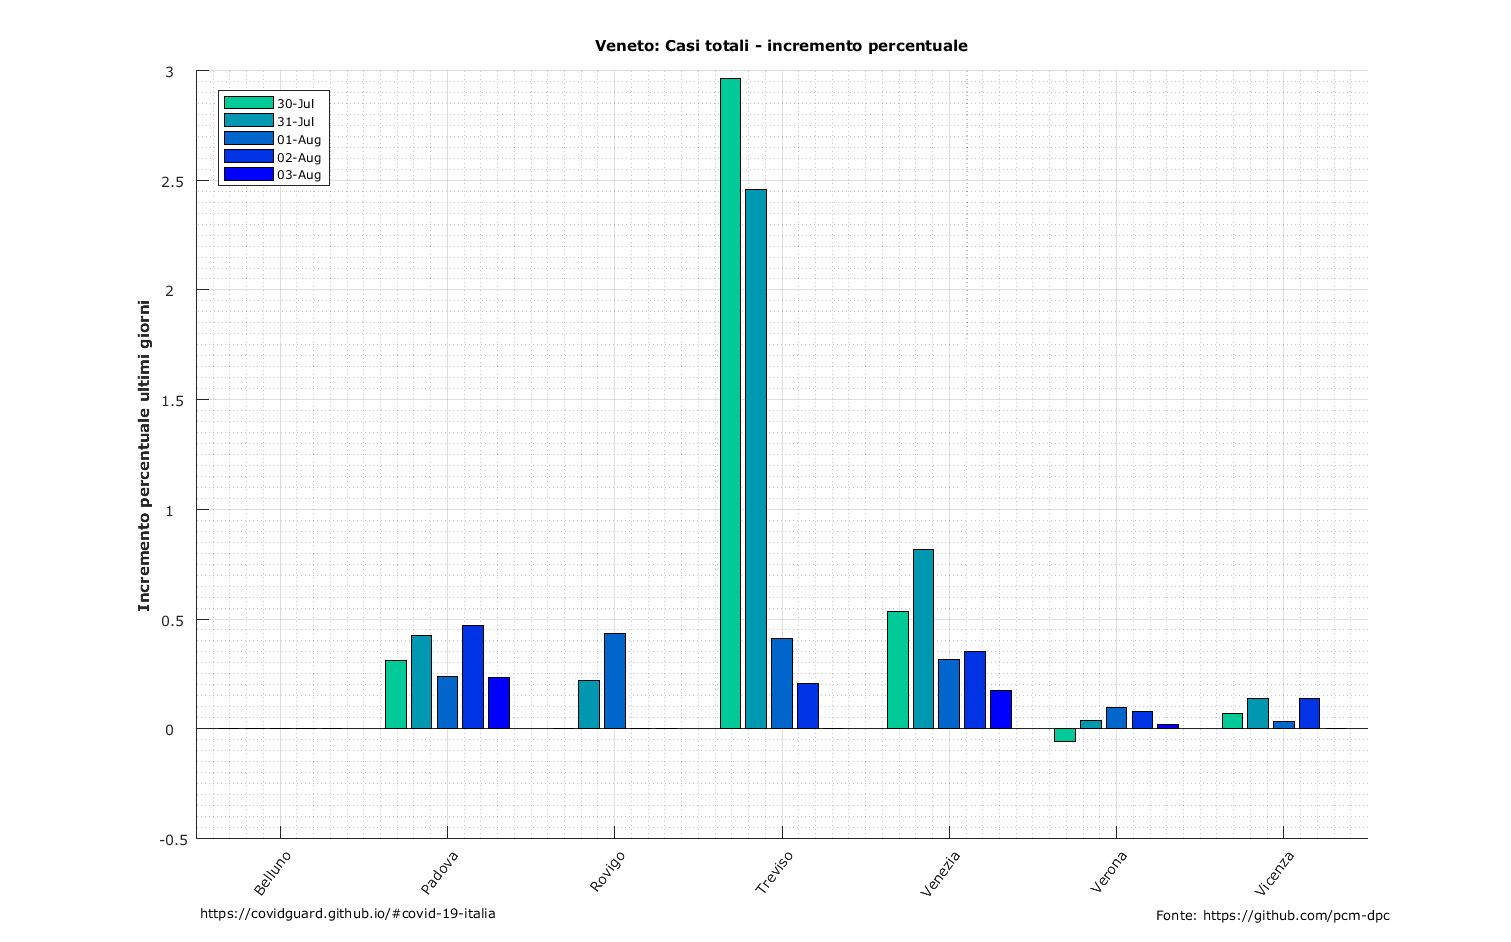 Veneto: Casi totali - incremento percentuale
3
30-Jul
31-Jul
01-Aug
02-Aug
03-Aug
2.5
2
1.5
1
0.5
0
-0.5
Incremento percentuale ultimi giorni
Belluno
Padova
Rovigo
Treviso
Venezia
Verona
Vicenza
https://covidguard.github.io/#covid-19-italia
Fonte: https://github.com/pcm-dpc